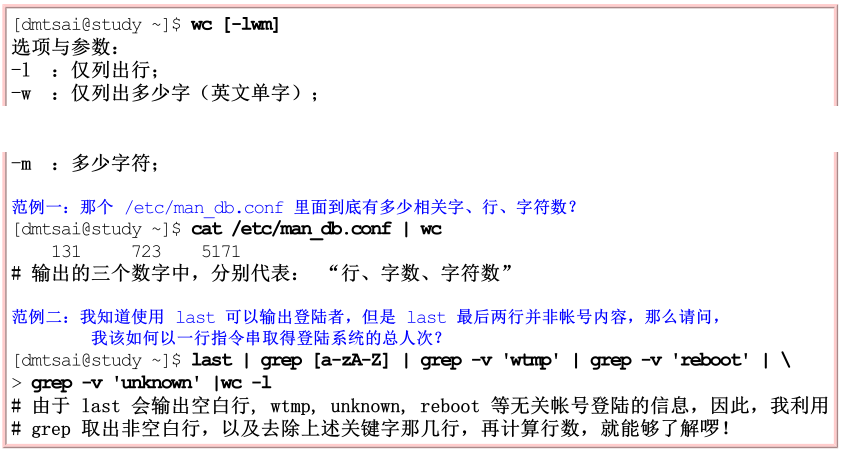 [dmtsai@study ~]$ wc [-lwm]
选项与参数：
-l  ：仅列出行；
-w  ：仅列出多少字（英文单字）；
-m  ：多少字符；
范例一：那个 /etc/man_db.conf 里面到底有多少相关字、行、字符数？
[dmtsai@study ~]$ cat /etc/man_db.conf | wc
    131     723    5171
# 输出的三个数字中，分别代表： “行、字数、字符数”
范例二：我知道使用 last 可以输出登陆者，但是 last 最后两行并非帐号内容，那么请问，
        我该如何以一行指令串取得登陆系统的总人次？
[dmtsai@study ~]$ last | grep [a-zA-Z] | grep -v 'wtmp' | grep -v 'reboot' | \
> grep -v 'unknown' |wc -l
# 由于 last 会输出空白行, wtmp, unknown, reboot 等无关帐号登陆的信息，因此，我利用
# grep 取出非空白行，以及去除上述关键字那几行，再计算行数，就能够了解啰！